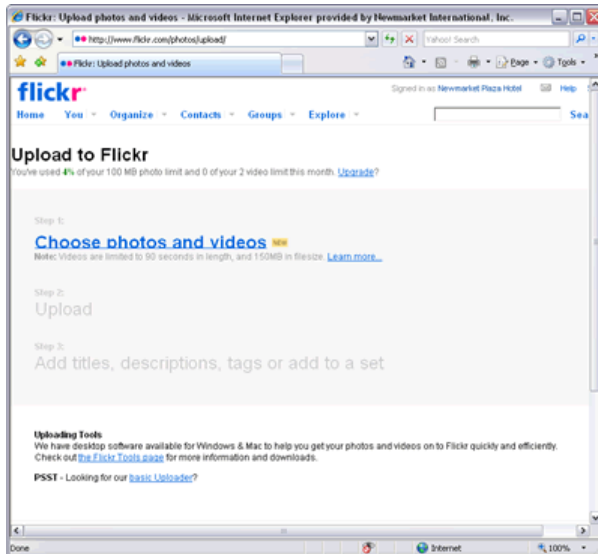 Flickr: Upload photos and videos - Microsoft Internet Explorer provided by Newmarket International, Inc.
http://www.flickr.com/photos/upload/
Yahoo! Search
Flickr: Upload photos and videos
Page
Tools
flickr
Signed in as Newmarket Plaza Hotel
Help
Home You Organize Contacts Groups Explore
Sea
Upload to Flickr
You've used 4% of your 100 MB photo limit and 0 of your 2 video limit this month. Upgrade?
Step 1:
Choose photos and videos NEW
Note: Videos are limited to 90 seconds in length, and 150MB in filesize. Learn more...
Step 2:
Upload
Step 3:
Add titles, descriptions, tags or add to a set
Uploading Tools
We have desktop software available for Windows & Mac to help you get your photos and videos on to Flickr quickly and efficiently.
Check out the Flickr Tools page for more information and downloads.
PSST - Looking for our basic Uploader?
Done
Internet
100%